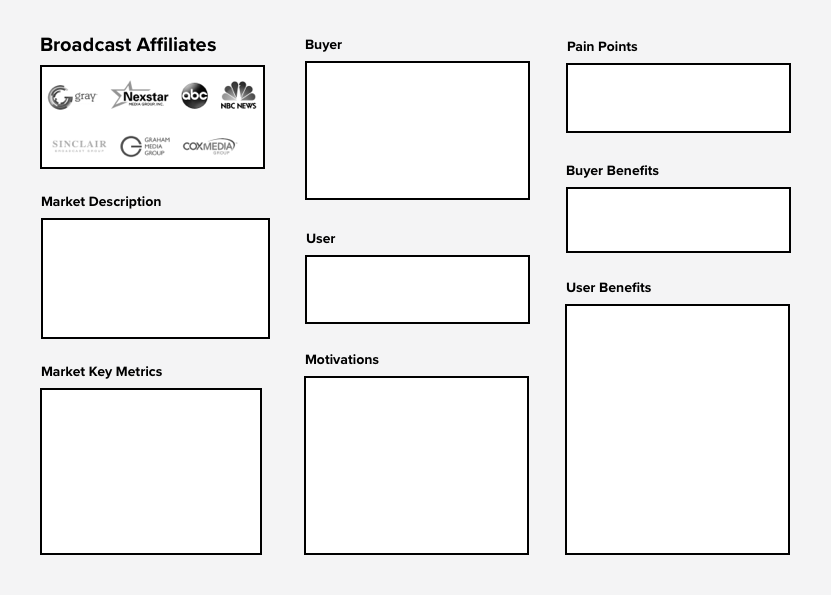 Broadcast Affiliates
gray
Nexstar
MEDIA GROUP INC.
abc
NBC NEWS
SINCLAIR
BROADCAST GROUP
GRAHAM
MEDIA
GROUP
COXMEDIA
GROUP
Market Description
Market Key Metrics
Buyer
User
Motivations
Pain Points
Buyer Benefits
User Benefits